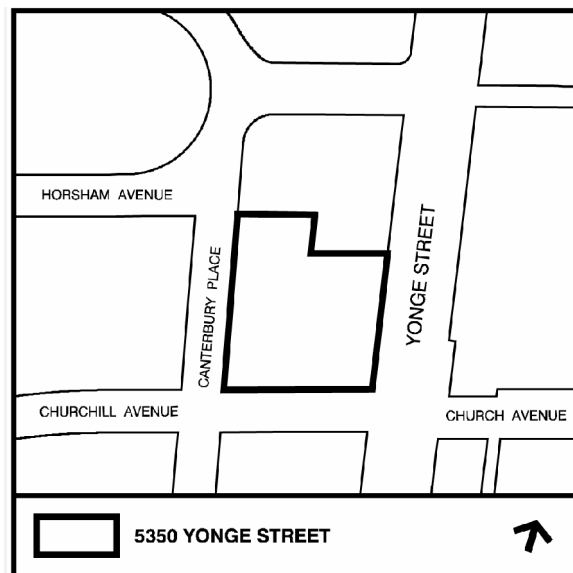 HORSHAM AVENUE
CANTERBURY PLACE
YONGE STREET
CHURCHILL AVENUE
CHURCH AVENUE
5350 YONGE STREET